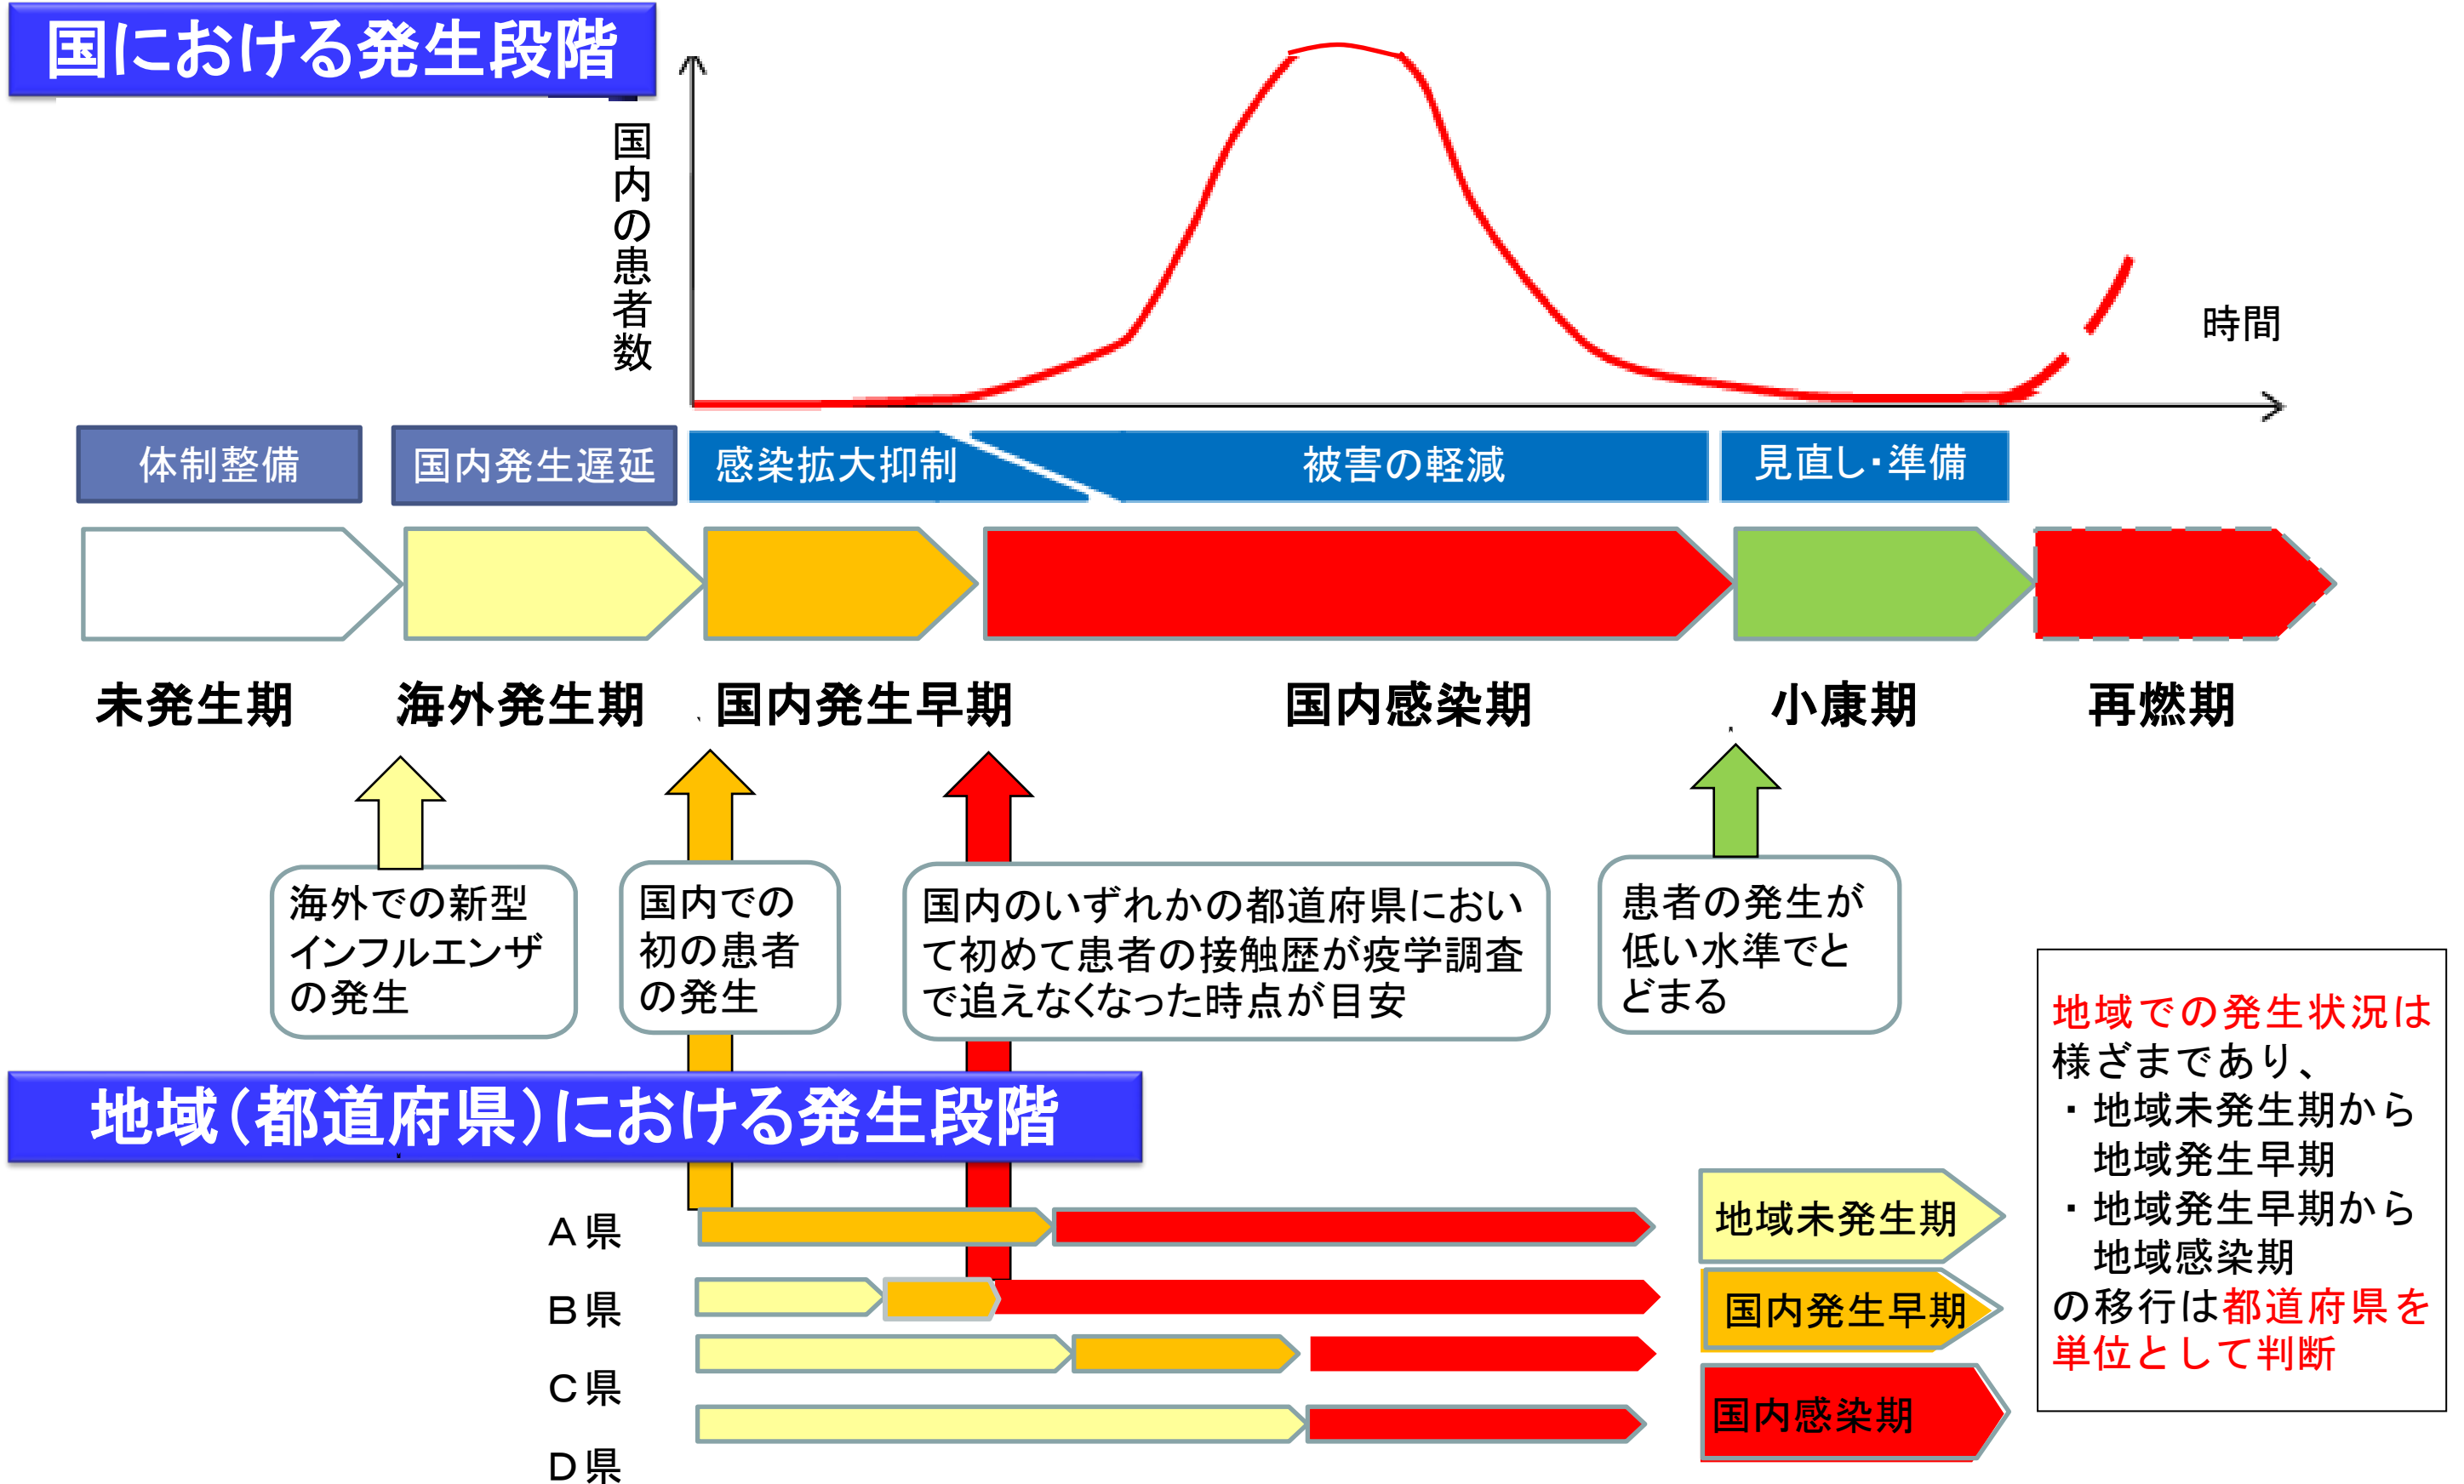 国における発生段階
国内の患者数
時間
体制整備
国内発生遅延
感染拡大抑制
被害の軽減
見直し・準備
未発生期
海外発生期
国内発生早期
国内感染期
小康期
再燃期
海外での新型
インフルエンザ
の発生
国内での
初の患者
の発生
国内のいずれかの都道府県におい
て初めて患者の接触歴が疫学調査
で追えなくなった時点が目安
患者の発生が
低い水準でと
どまる
地域（都道府県）における発生段階
Ａ県
Ｂ県
Ｃ県
Ｄ県
地域未発生期
国内発生早期
国内感染期
地域での発生状況は
様ざまであり、
・地域未発生期から
地域発生早期
・地域発生早期から
地域感染期
の移行は都道府県を
単位として判断